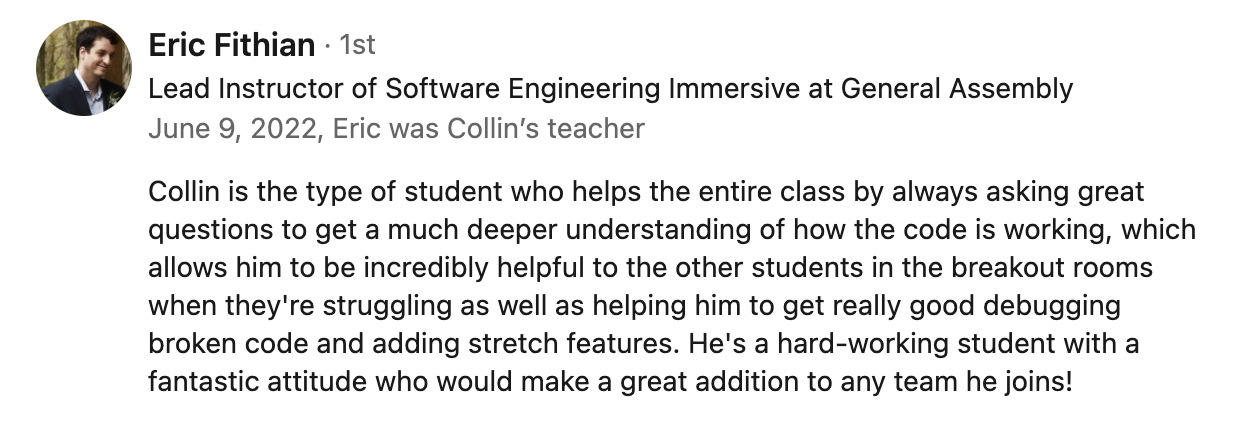 Eric Fithian · 1st
Lead Instructor of Software Engineering Immersive at General Assembly
June 9, 2022, Eric was Collin’s teacher
Collin is the type of student who helps the entire class by always asking great
questions to get a much deeper understanding of how the code is working, which
allows him to be incredibly helpful to the other students in the breakout rooms
when they're struggling as well as helping him to get really good debugging
broken code and adding stretch features. He's a hard-working student with a
fantastic attitude who would make a great addition to any team he joins!